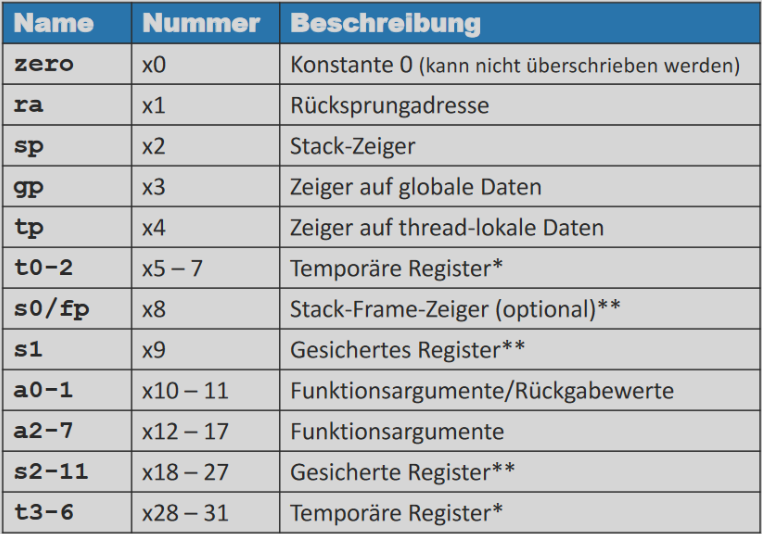 Name Nummer Beschreibung
zero x0 Konstante 0 (kann nicht überschrieben werden)
ra x1 Rücksprungadresse
sp x2 Stack-Zeiger
gp x3 Zeiger auf globale Daten
tp x4 Zeiger auf thread-lokale Daten
t0-2 x5 – 7 Temporäre Register*
s0/fp x8 Stack-Frame-Zeiger (optional)**
s1 x9 Gesichertes Register**
a0-1 x10 – 11 Funktionsargumente/Rückgabewerte
a2-7 x12 – 17 Funktionsargumente
s2-11 x18 – 27 Gesicherte Register**
t3-6 x28 – 31 Temporäre Register*